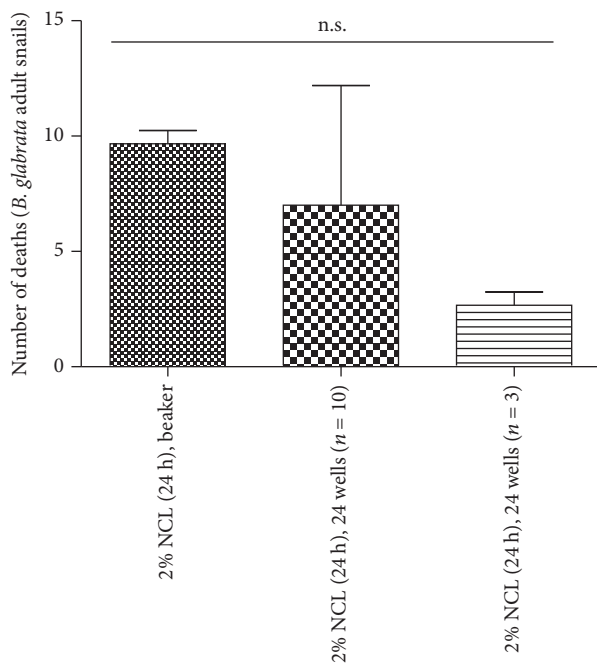 Number of deaths (B. glabrata adult snails)
15
10
5
0
n.s.
2% NCL (24 h), beaker
2% NCL (24 h), 24 wells (n = 10)
2% NCL (24 h), 24 wells (n = 3)